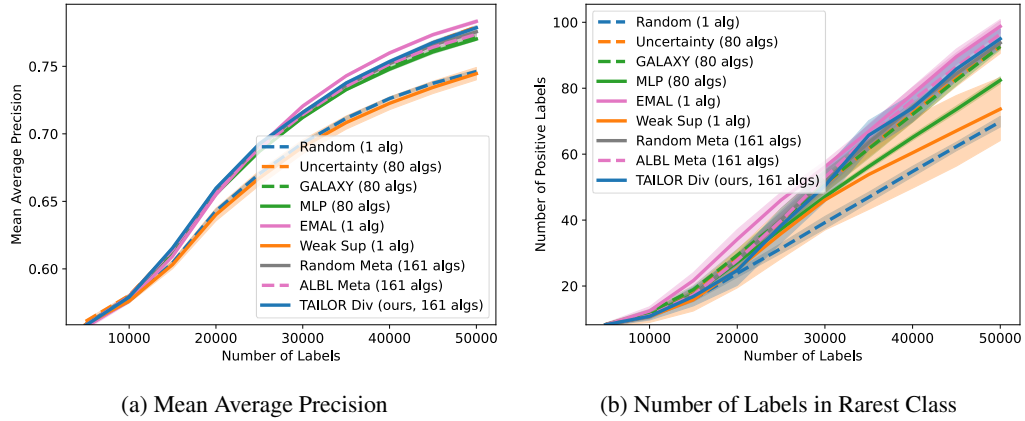 Mean Average Precision
0.75
0.70
0.65
0.60
10000 20000 30000 40000 50000
Number of Labels
Random (1 alg)
Uncertainty (80 algs)
GALAXY (80 algs)
MLP (80 algs)
EMAL (1 alg)
Weak Sup (1 alg)
Random Meta (161 algs)
ALBL Meta (161 algs)
TAILOR Div (ours, 161 algs)
(a) Mean Average Precision
Number of Positive Labels
100
80
60
40
20
10000 20000 30000 40000 50000
Number of Labels
Random (1 alg)
Uncertainty (80 algs)
GALAXY (80 algs)
MLP (80 algs)
EMAL (1 alg)
Weak Sup (1 alg)
Random Meta (161 algs)
ALBL Meta (161 algs)
TAILOR Div (ours, 161 algs)
(b) Number of Labels in Rarest Class